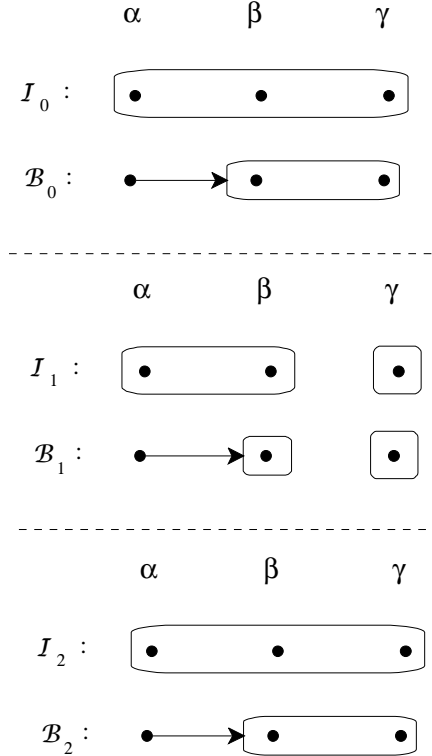 α β γ
I₀ :
B₀ :
α β γ
I₁ :
B₁ :
α β γ
I₂ :
B₂ :